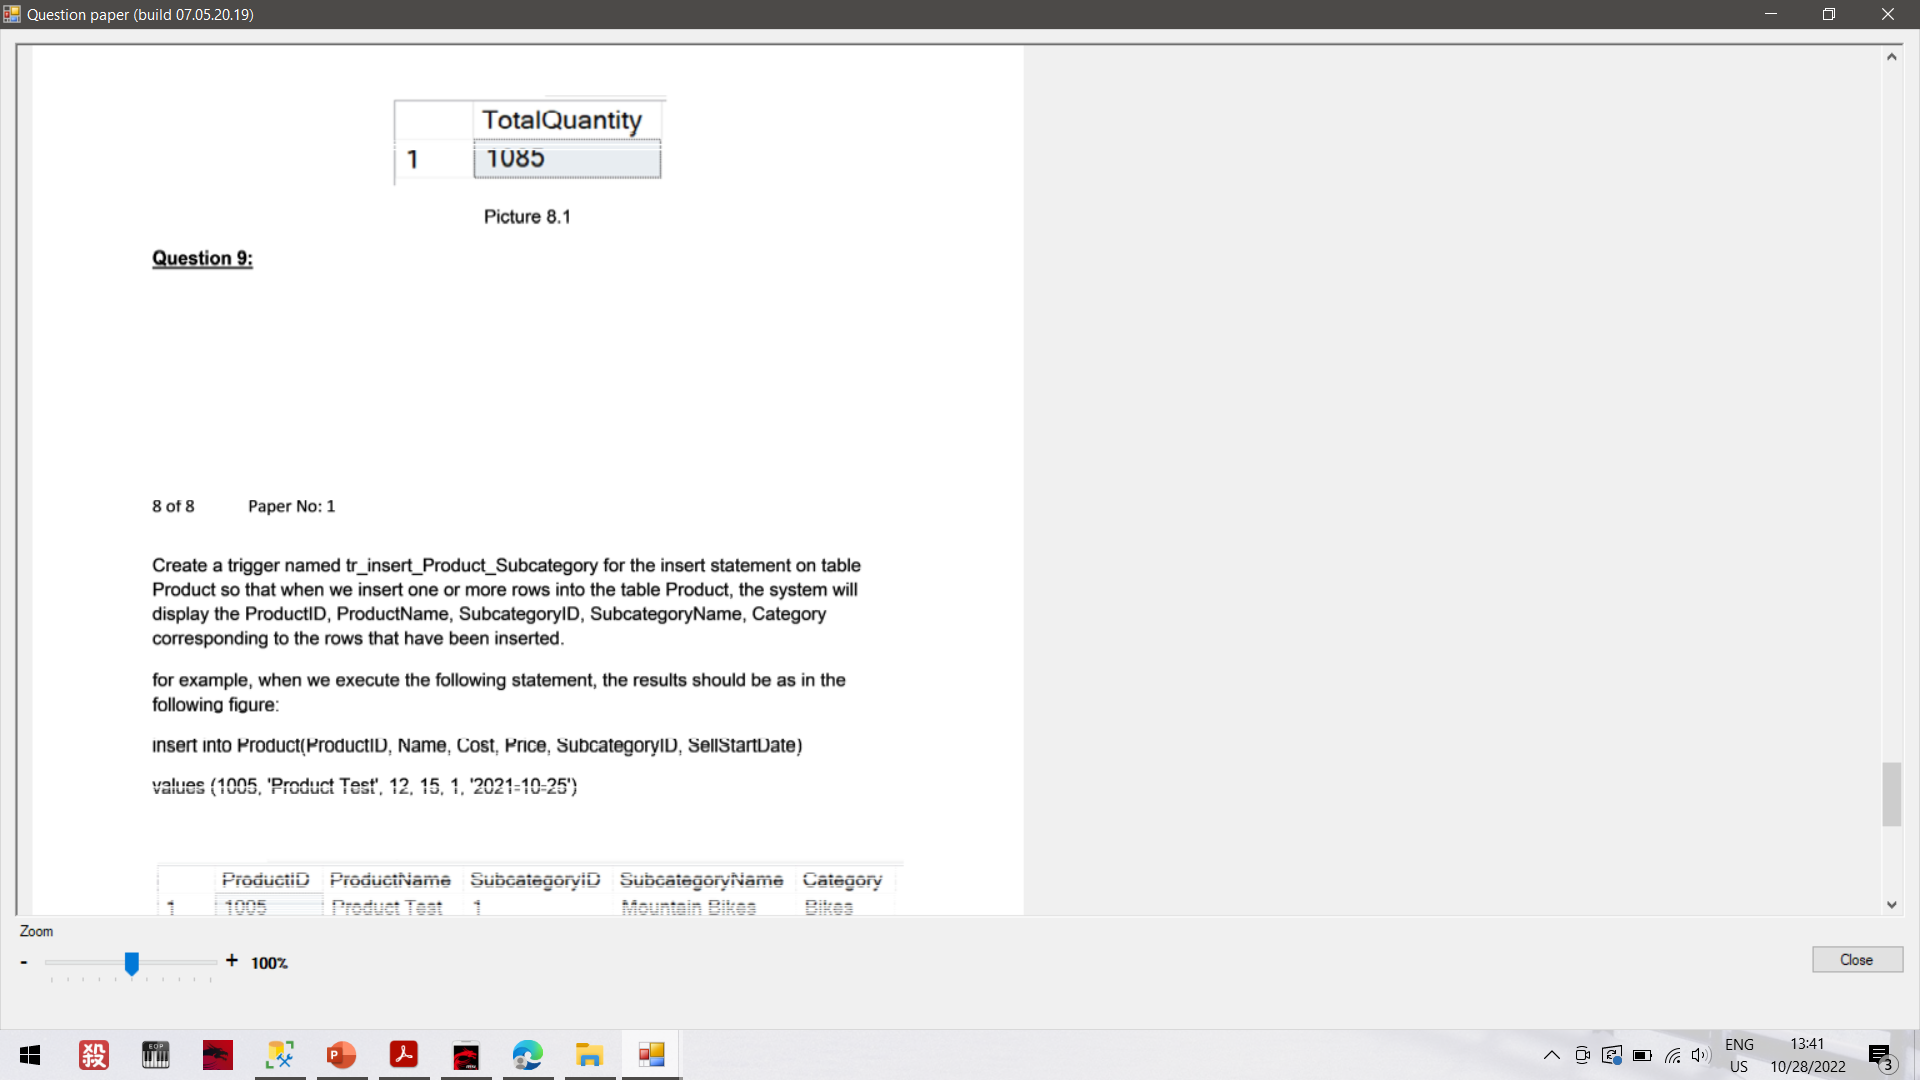 Question paper (build 07.05.20.19)
TotalQuantity
1 1085
Picture 8.1
Question 9:
8 of 8 Paper No: 1
Create a trigger named tr_insert_Product_Subcategory for the insert statement on table
Product so that when we insert one or more rows into the table Product, the system will
display the ProductID, ProductName, SubcategoryID, SubcategoryName, Category
corresponding to the rows that have been inserted.
for example, when we execute the following statement, the results should be as in the
following figure:
insert into Product(ProductID, Name, Cost, Price, SubcategoryID, SellStartDate)
values (1005, 'Product Test', 12, 15, 1, '2021-10-25')
ProductID ProductName SubcategoryID SubcategoryName Category
1 1005 Product Test 1 Mountain Bikes Bikes
Zoom
- + 100%
Close
殺
EOP
P
ENG
US
13:41
10/28/2022
3